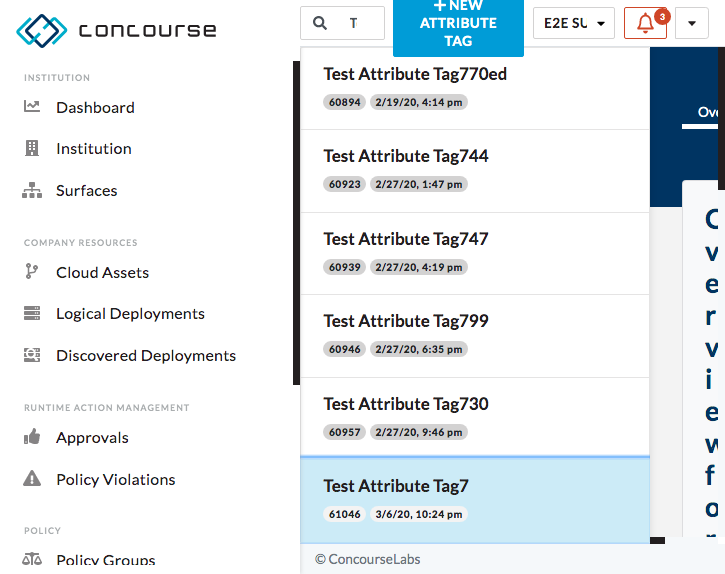 concourse
T
+ NEW ATTRIBUTE TAG
E2E SU
3
INSTITUTION
Dashboard
Institution
Surfaces
COMPANY RESOURCES
Cloud Assets
Logical Deployments
Discovered Deployments
RUNTIME ACTION MANAGEMENT
Approvals
Policy Violations
POLICY
Policy Groups
Test Attribute Tag770ed
60894 2/19/20, 4:14 pm
Test Attribute Tag744
60923 2/27/20, 1:47 pm
Test Attribute Tag747
60939 2/27/20, 4:19 pm
Test Attribute Tag799
60946 2/27/20, 6:35 pm
Test Attribute Tag730
60957 2/27/20, 9:46 pm
Test Attribute Tag7
61046 3/6/20, 10:24 pm
© ConcourseLabs
Ove
O
v
e
r
v
i
e
w
f
o
r